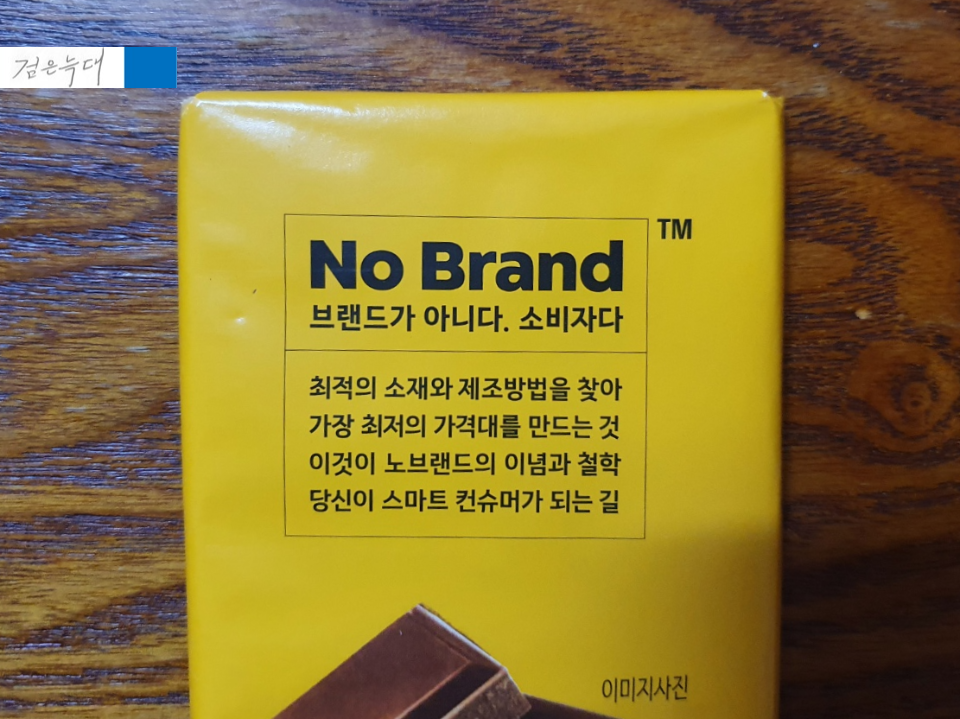 검은늑대
No Brand TM
브랜드가 아니다. 소비자다
최적의 소재와 제조방법을 찾아
가장 최저의 가격대를 만드는 것
이것이 노브랜드의 이념과 철학
당신이 스마트 컨슈머가 되는 길
이미지사진